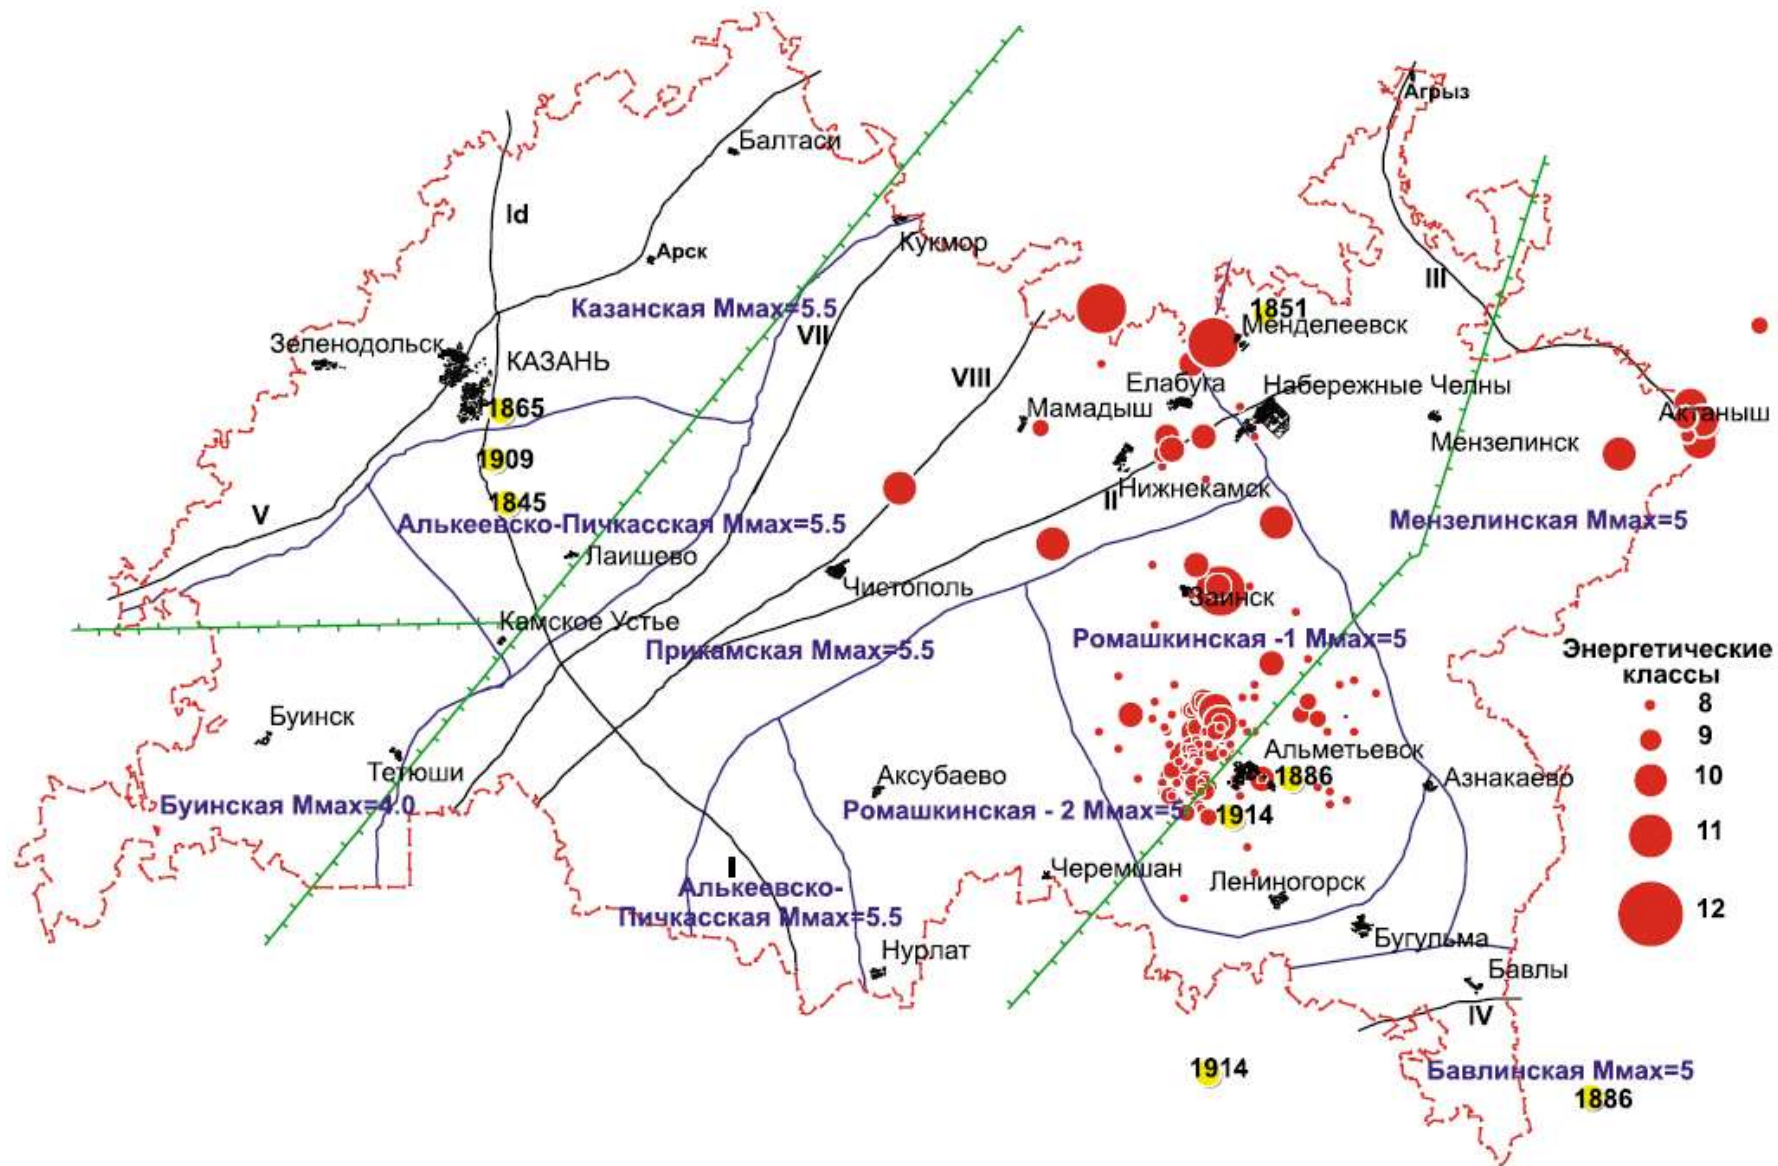 Агрыз
Балтаси
Id
Арск
Кукмор
III
Казанская Ммах=5.5
1851
Менделеевск
VII
Зеленодольск
КАЗАНЬ
VIII
Елабуга
Набережные Челны
1865
Мамадыш
Актаныш
Мензелинск
1909
Нижнекамск
II
1845
V
Алькеевско-Пичкасская Ммах=5.5
Мензелинская Ммах=5
Лаишево
Чистополь
Заинск
Камское Устье
Прикамская Ммах=5.5
Ромашкинская -1 Ммах=5
Энергетические
классы
8
9
10
11
12
Буинск
Тетюши
Альметьевск
Аксубаево
1886
Азнакаево
Буинская Ммах=4.0
Ромашкинская - 2 Ммах=5
1914
I
Черемшан
Лениногорск
Алькеевско-
Пичкасская Ммах=5.5
Нурлат
Бугульма
Бавлы
IV
1914
Бавлинская Ммах=5
1886